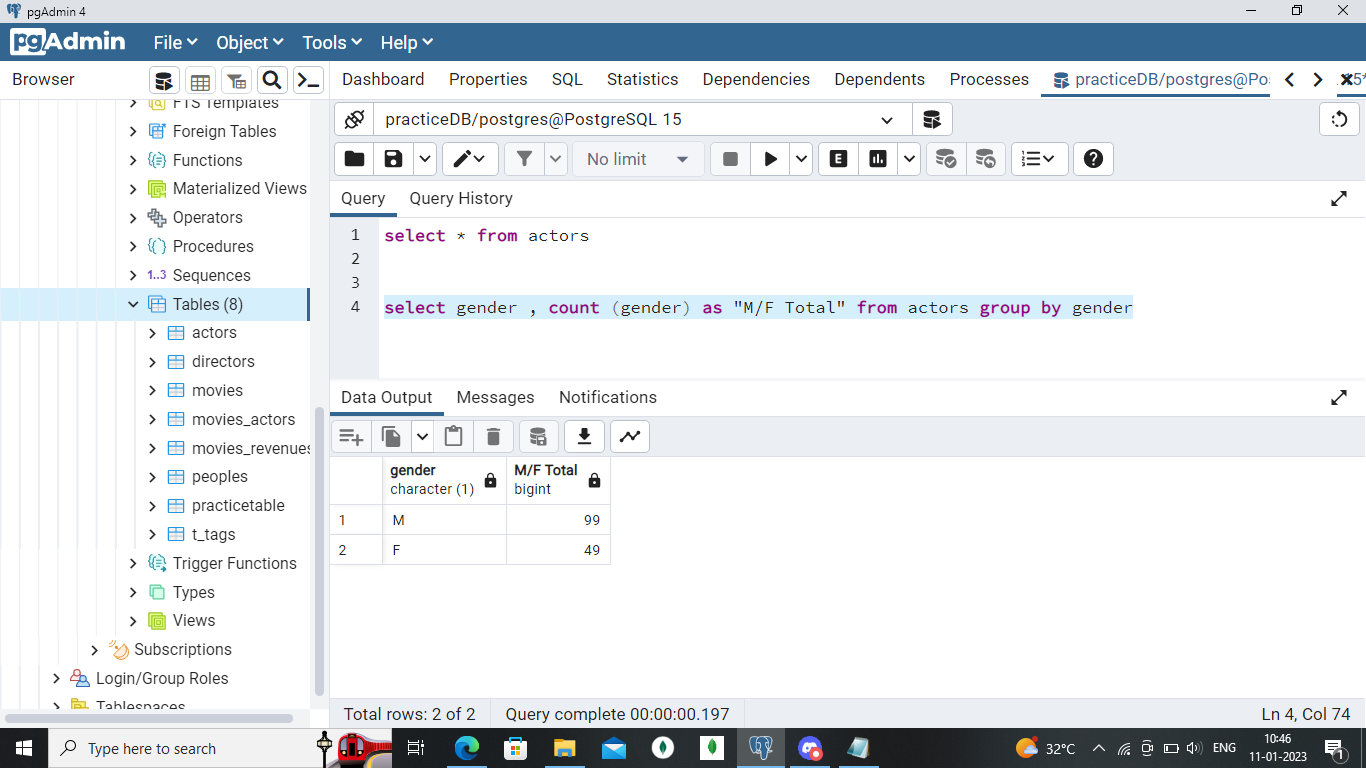 pgAdmin 4
pgAdmin File Object Tools Help
Browser
Dashboard Properties SQL Statistics Dependencies Dependents Processes practiceDB/postgres@Po
FTS Templates
Foreign Tables
Functions
Materialized Views
Operators
Procedures
1..3 Sequences
Tables (8)
actors
directors
movies
movies_actors
movies_revenues
peoples
practicetable
t_tags
Trigger Functions
Types
Views
Subscriptions
Login/Group Roles
Tablespaces
practiceDB/postgres@PostgreSQL 15
No limit E
Query Query History
1 select * from actors
2
3
4 select gender , count (gender) as "M/F Total" from actors group by gender
Data Output Messages Notifications
gender M/F Total
character (1) bigint
1 M 99
2 F 49
Total rows: 2 of 2 Query complete 00:00:00.197 Ln 4, Col 74
Type here to search 32°C ENG 10:46
11-01-2023 1